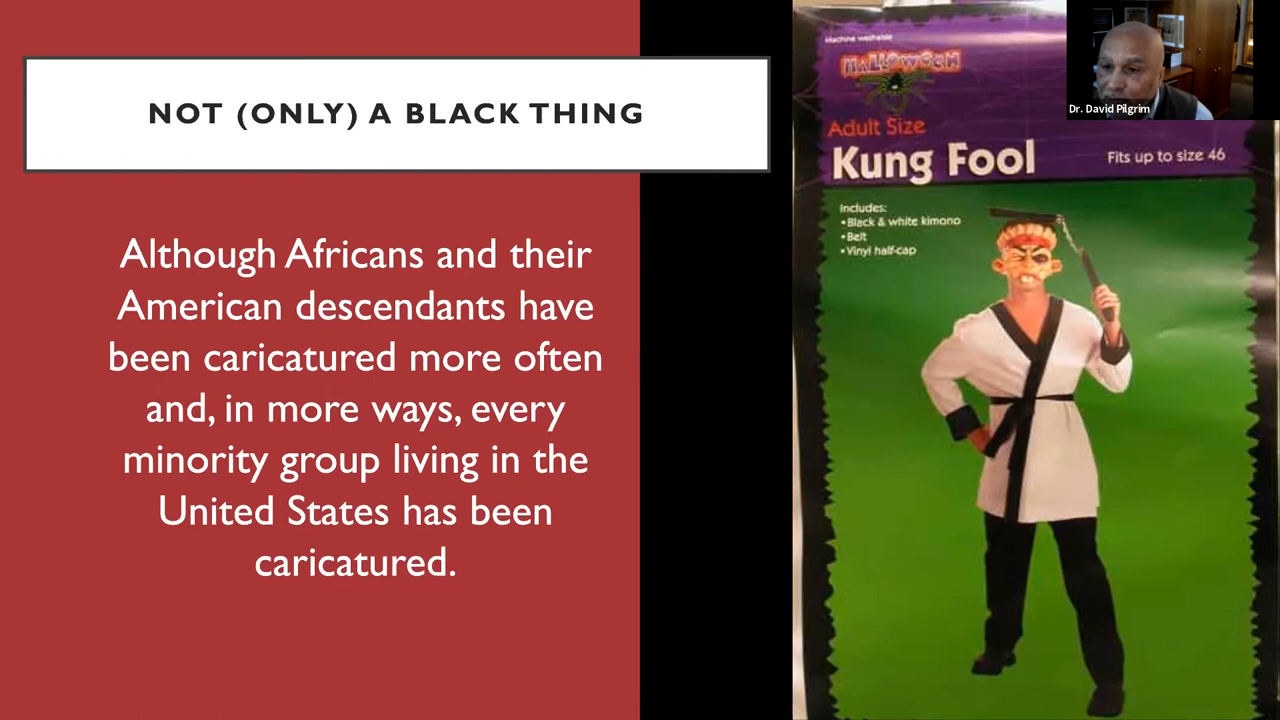 NOT (ONLY) A BLACK THING
Although Africans and their
American descendants have
been caricatured more often
and, in more ways, every
minority group living in the
United States has been
caricatured.
Machine washable
HALLOWEEN
Adult Size
Kung Fool
Fits up to size 46
Includes:
•Black & white kimono
•Belt
•Vinyl half-cap
Dr. David Pilgrim